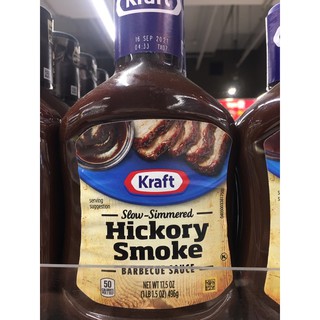 Kraft
10 SEP 2021
serving
suggestion
Kraft
Slow-Simmered
Hickory
Smoke
BARBECUE SAUCE
NET WT 17.5 OZ
(1 LB 1.5 OZ) 496g
50